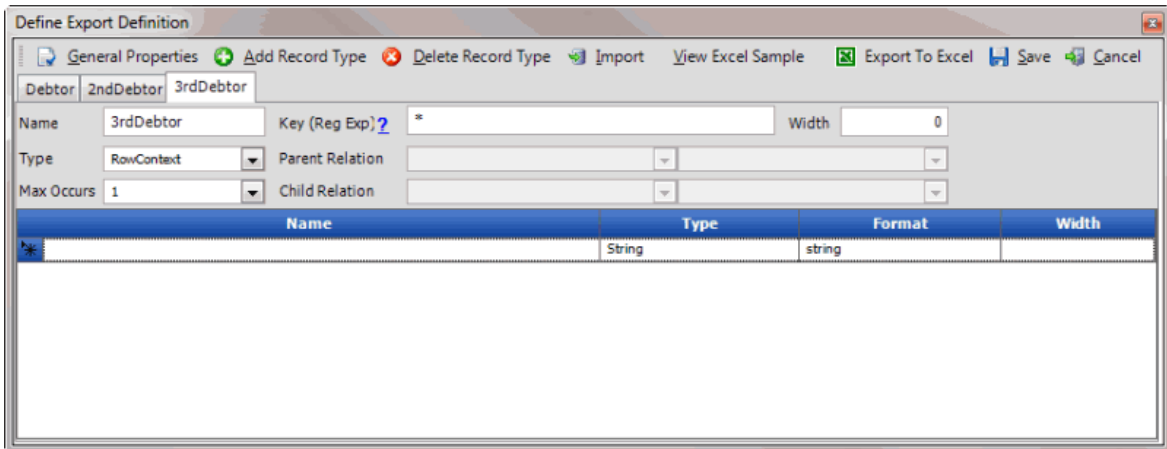 Define Export Definition
General Properties Add Record Type Delete Record Type Import View Excel Sample Export To Excel Save Cancel
Debtor 2ndDebtor 3rdDebtor
Name 3rdDebtor Key (Reg Exp)? * Width 0
Type RowContext Parent Relation
Max Occurs 1 Child Relation
Name Type Format Width
String string